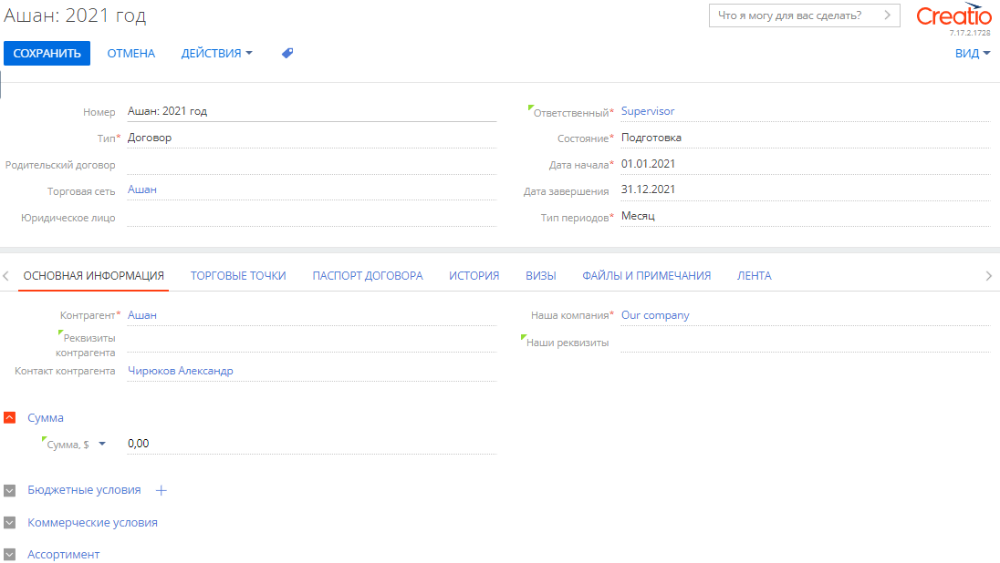 Ашан: 2021 год
Что я могу для вас сделать?
Creatio
7.17.2.1728
СОХРАНИТЬ ОТМЕНА ДЕЙСТВИЯ ВИД
Номер Ашан: 2021 год
Ответственный* Supervisor
Тип* Договор
Состояние* Подготовка
Родительский договор
Дата начала* 01.01.2021
Торговая сеть Ашан
Дата завершения 31.12.2021
Юридическое лицо
Тип периодов* Месяц
ОСНОВНАЯ ИНФОРМАЦИЯ ТОРГОВЫЕ ТОЧКИ ПАСПОРТ ДОГОВОРА ИСТОРИЯ ВИЗЫ ФАЙЛЫ И ПРИМЕЧАНИЯ ЛЕНТА
Контрагент* Ашан
Наша компания* Our company
Реквизиты
контрагента
Наши реквизиты
Контакт контрагента Чирюков Александр
Сумма
Сумма, $ 0,00
Бюджетные условия
Коммерческие условия
Ассортимент